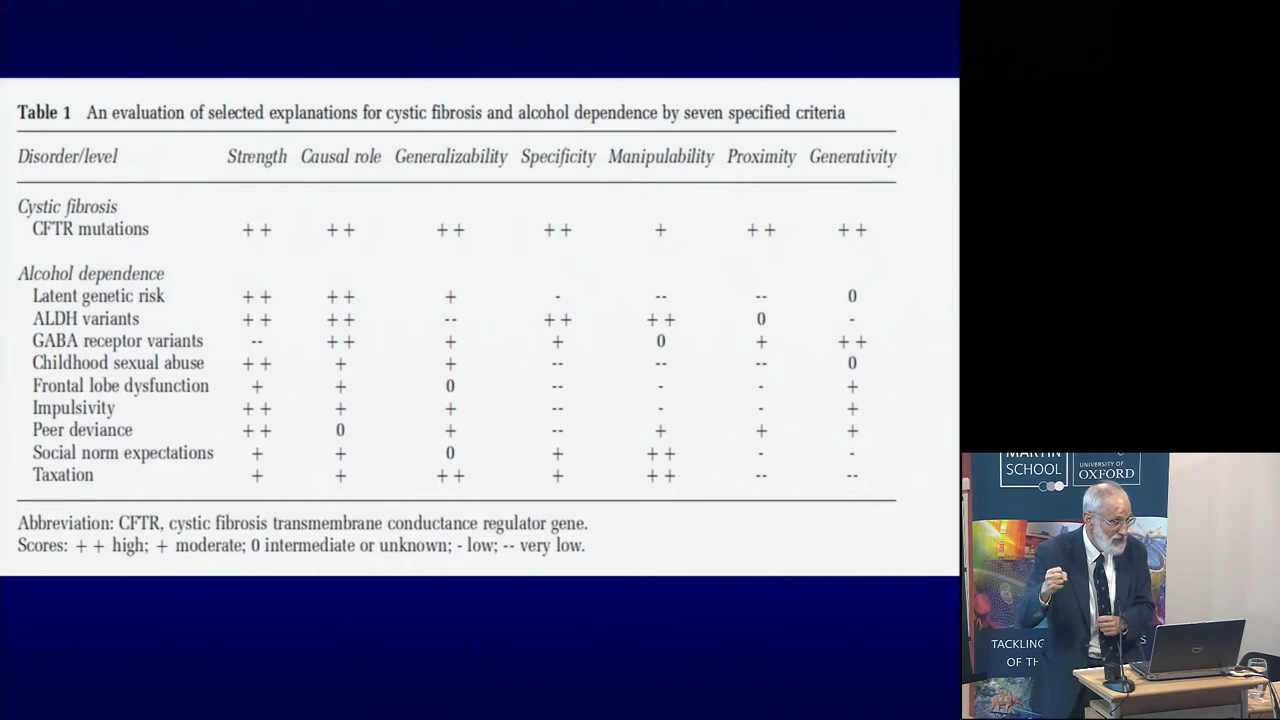 Table 1 An evaluation of selected explanations for cystic fibrosis and alcohol dependence by seven specified criteria
Disorder/level Strength Causal role Generalizability Specificity Manipulability Proximity Generativity
Cystic fibrosis
CFTR mutations ++ ++ ++ ++ + ++ ++
Alcohol dependence
Latent genetic risk ++ ++ + - -- -- 0
ALDH variants ++ ++ -- ++ ++ 0 -
GABA receptor variants -- ++ + + 0 + ++
Childhood sexual abuse ++ + + -- -- -- 0
Frontal lobe dysfunction + + 0 -- - - +
Impulsivity ++ + + -- - - +
Peer deviance ++ 0 + -- + + +
Social norm expectations + + 0 + ++ - -
Taxation + + ++ + ++ -- --
Abbreviation: CFTR, cystic fibrosis transmembrane conductance regulator gene.
Scores: ++ high; + moderate; 0 intermediate or unknown; - low; -- very low.
MARTIN
SCHOOL
UNIVERSITY OF
OXFORD
TACKLING
OF TH